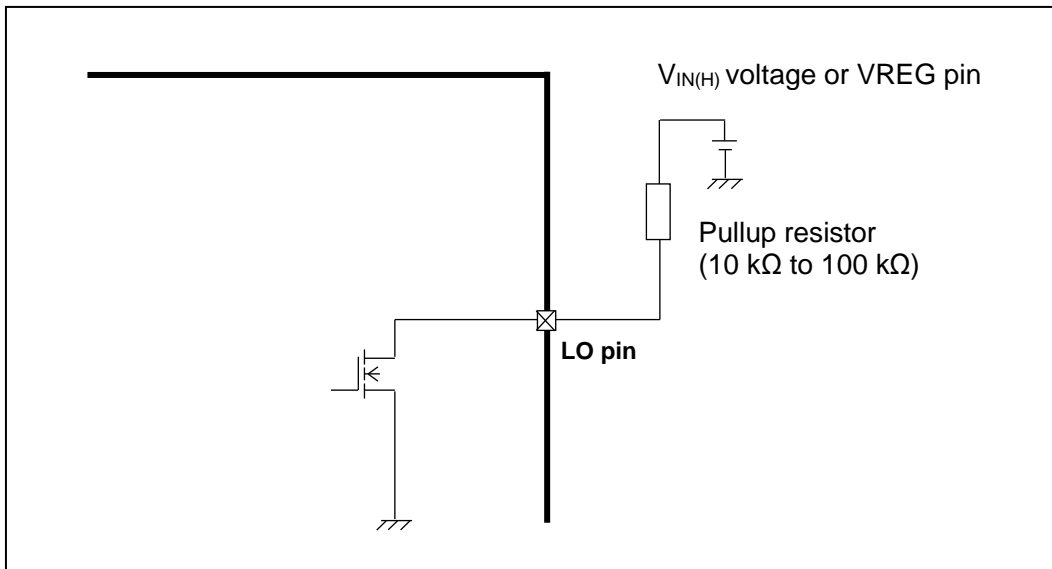 VIN(H) voltage or VREG pin
Pullup resistor
(10 kΩ to 100 kΩ)
LO pin